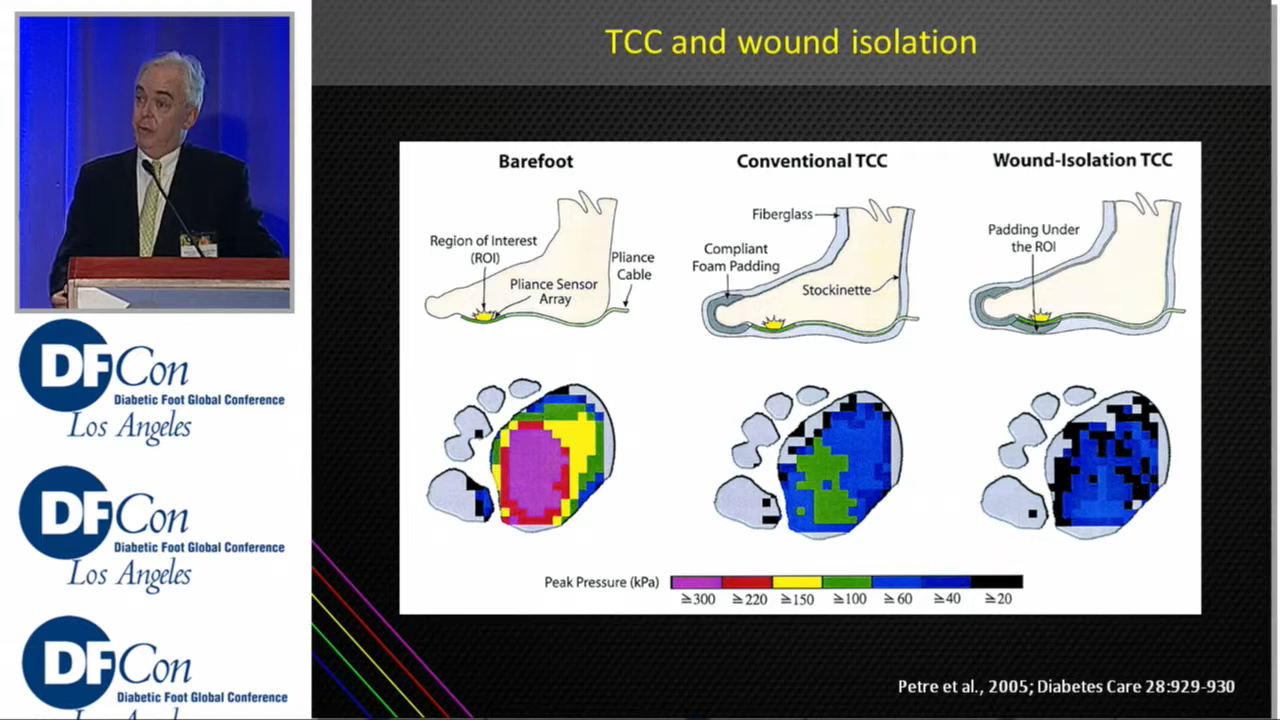 TCC and wound isolation
Barefoot
Conventional TCC
Wound-Isolation TCC
Region of Interest
(ROI)
Pliance Sensor
Array
Pliance
Cable
Fiberglass
Compliant
Foam Padding
Stockinette
Padding Under
the ROI
Peak Pressure (kPa)
≥300 ≥220 ≥150 ≥100 ≥60 ≥40 ≥20
Petre et al., 2005; Diabetes Care 28:929-930
DFCon
Diabetic Foot Global Conference
Los Angeles
DFCon
Diabetic Foot Global Conference
Los Angeles
DFCon
Diabetic Foot Global Conference